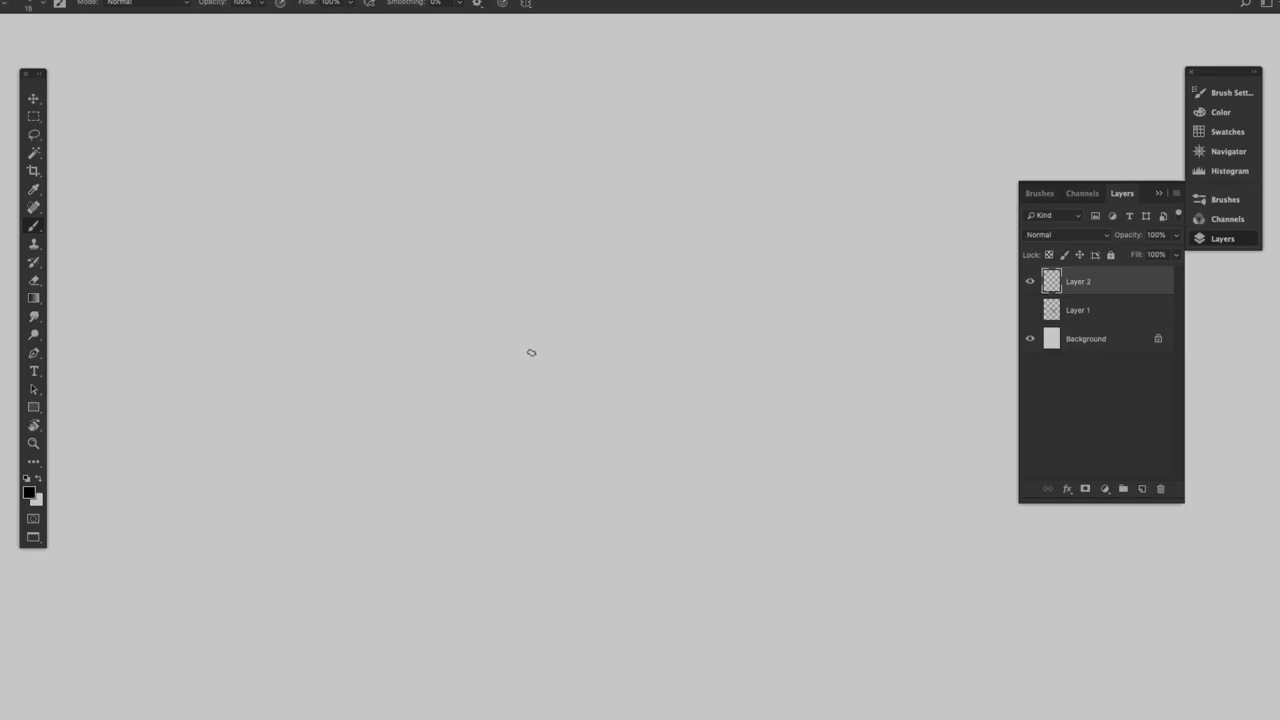 15 Mode: Normal Opacity: 100% Flow: 100% Smoothing: 0%
Brush Sett...
Color
Swatches
Navigator
Histogram
Brushes
Channels
Layers
Brushes Channels Layers
Kind
Normal Opacity: 100%
Lock: Fill: 100%
Layer 2
Layer 1
Background